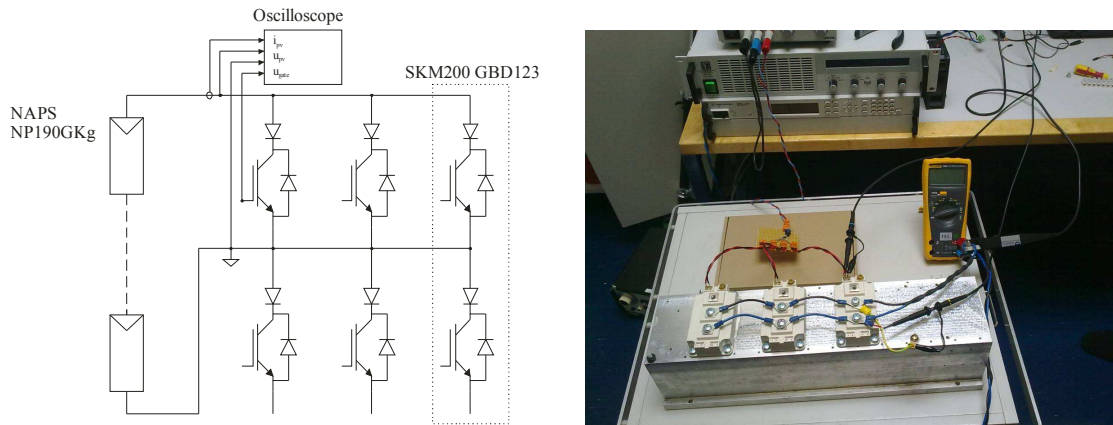 Oscilloscope
i_pv
u_pv
u_gate
SKM200 GBD123
NAPS
NP190GKg